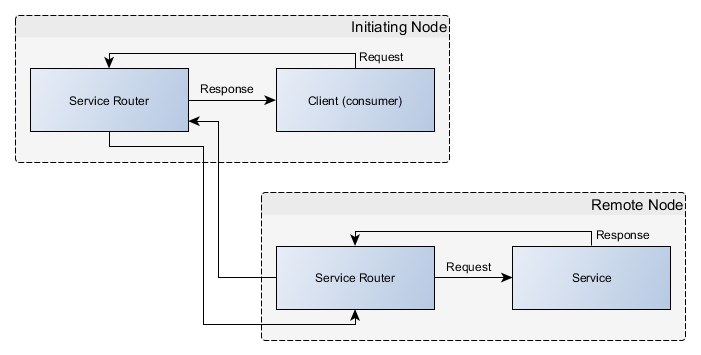 Initiating Node
Request
Service Router
Response
Client (consumer)
Remote Node
Response
Service Router
Request
Service